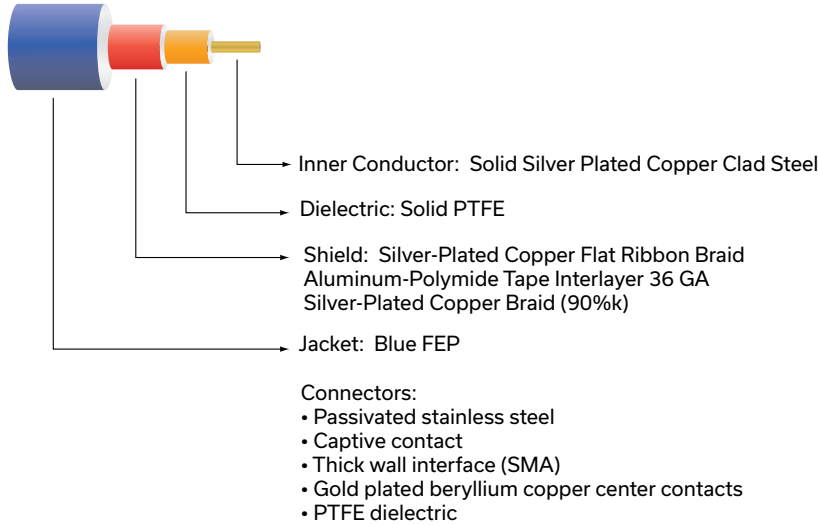 Inner Conductor: Solid Silver Plated Copper Clad Steel
Dielectric: Solid PTFE
Shield: Silver-Plated Copper Flat Ribbon Braid
Aluminum-Polymide Tape Interlayer 36 GA
Silver-Plated Copper Braid (90%k)
Jacket: Blue FEP
Connectors:
• Passivated stainless steel
• Captive contact
• Thick wall interface (SMA)
• Gold plated beryllium copper center contacts
• PTFE dielectric